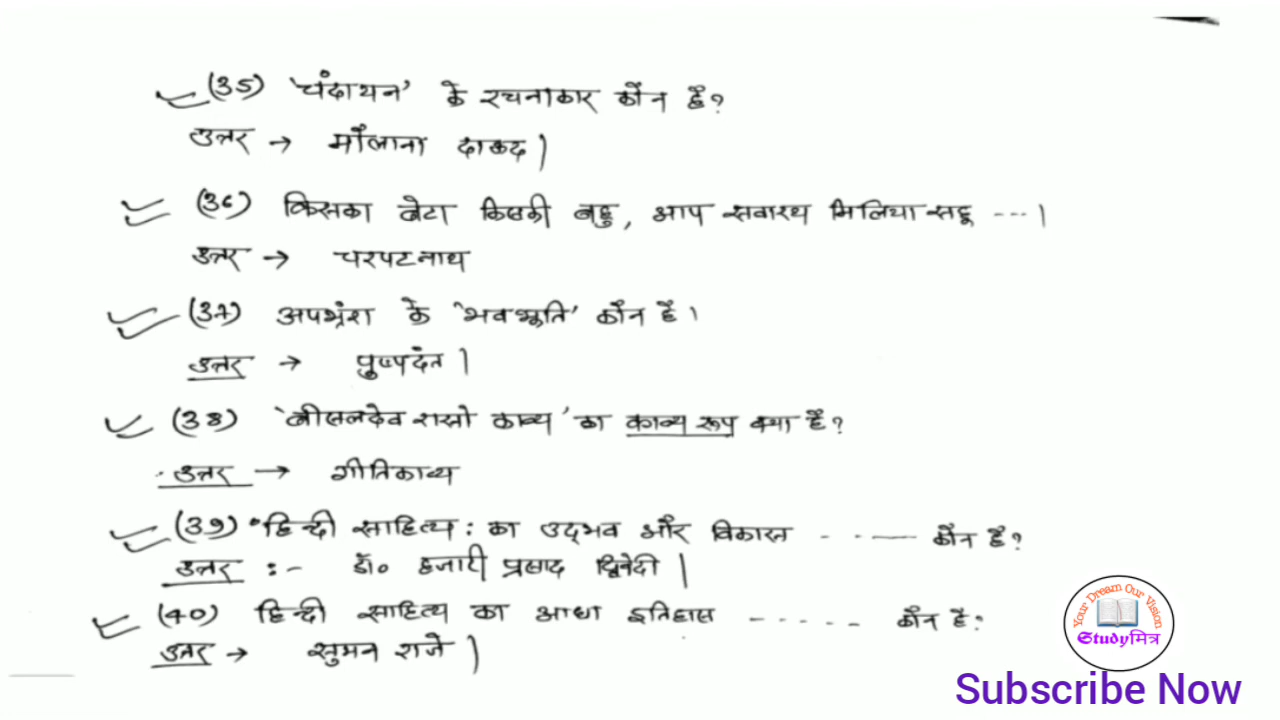 (35) 'चंदायन' के रचनाकार कौन है?
उत्तर → मौलाना दाऊद।
(36) किसका बेटा किसकी बहु, आप सवारथ मिलिया सहू ---।
उत्तर → चरपटनाथ
(37) अपभ्रंश के 'भवभूति' कौन है।
उत्तर → पुष्पदंत।
(38) 'बीसलदेव रासो काव्य' का काव्य रूप क्या है?
उत्तर → गीतिकाव्य
(39) 'हिन्दी साहित्य: का उद्भव और विकास - - — कौन है?
उत्तर :- डॉ० हजारी प्रसाद द्विवेदी।
(40) हिन्दी साहित्य का आधा इतिहास ------ कौन है?
उत्तर → सुमन राजे।
Your Dream Our Vision
Studyमित्र
Subscribe Now